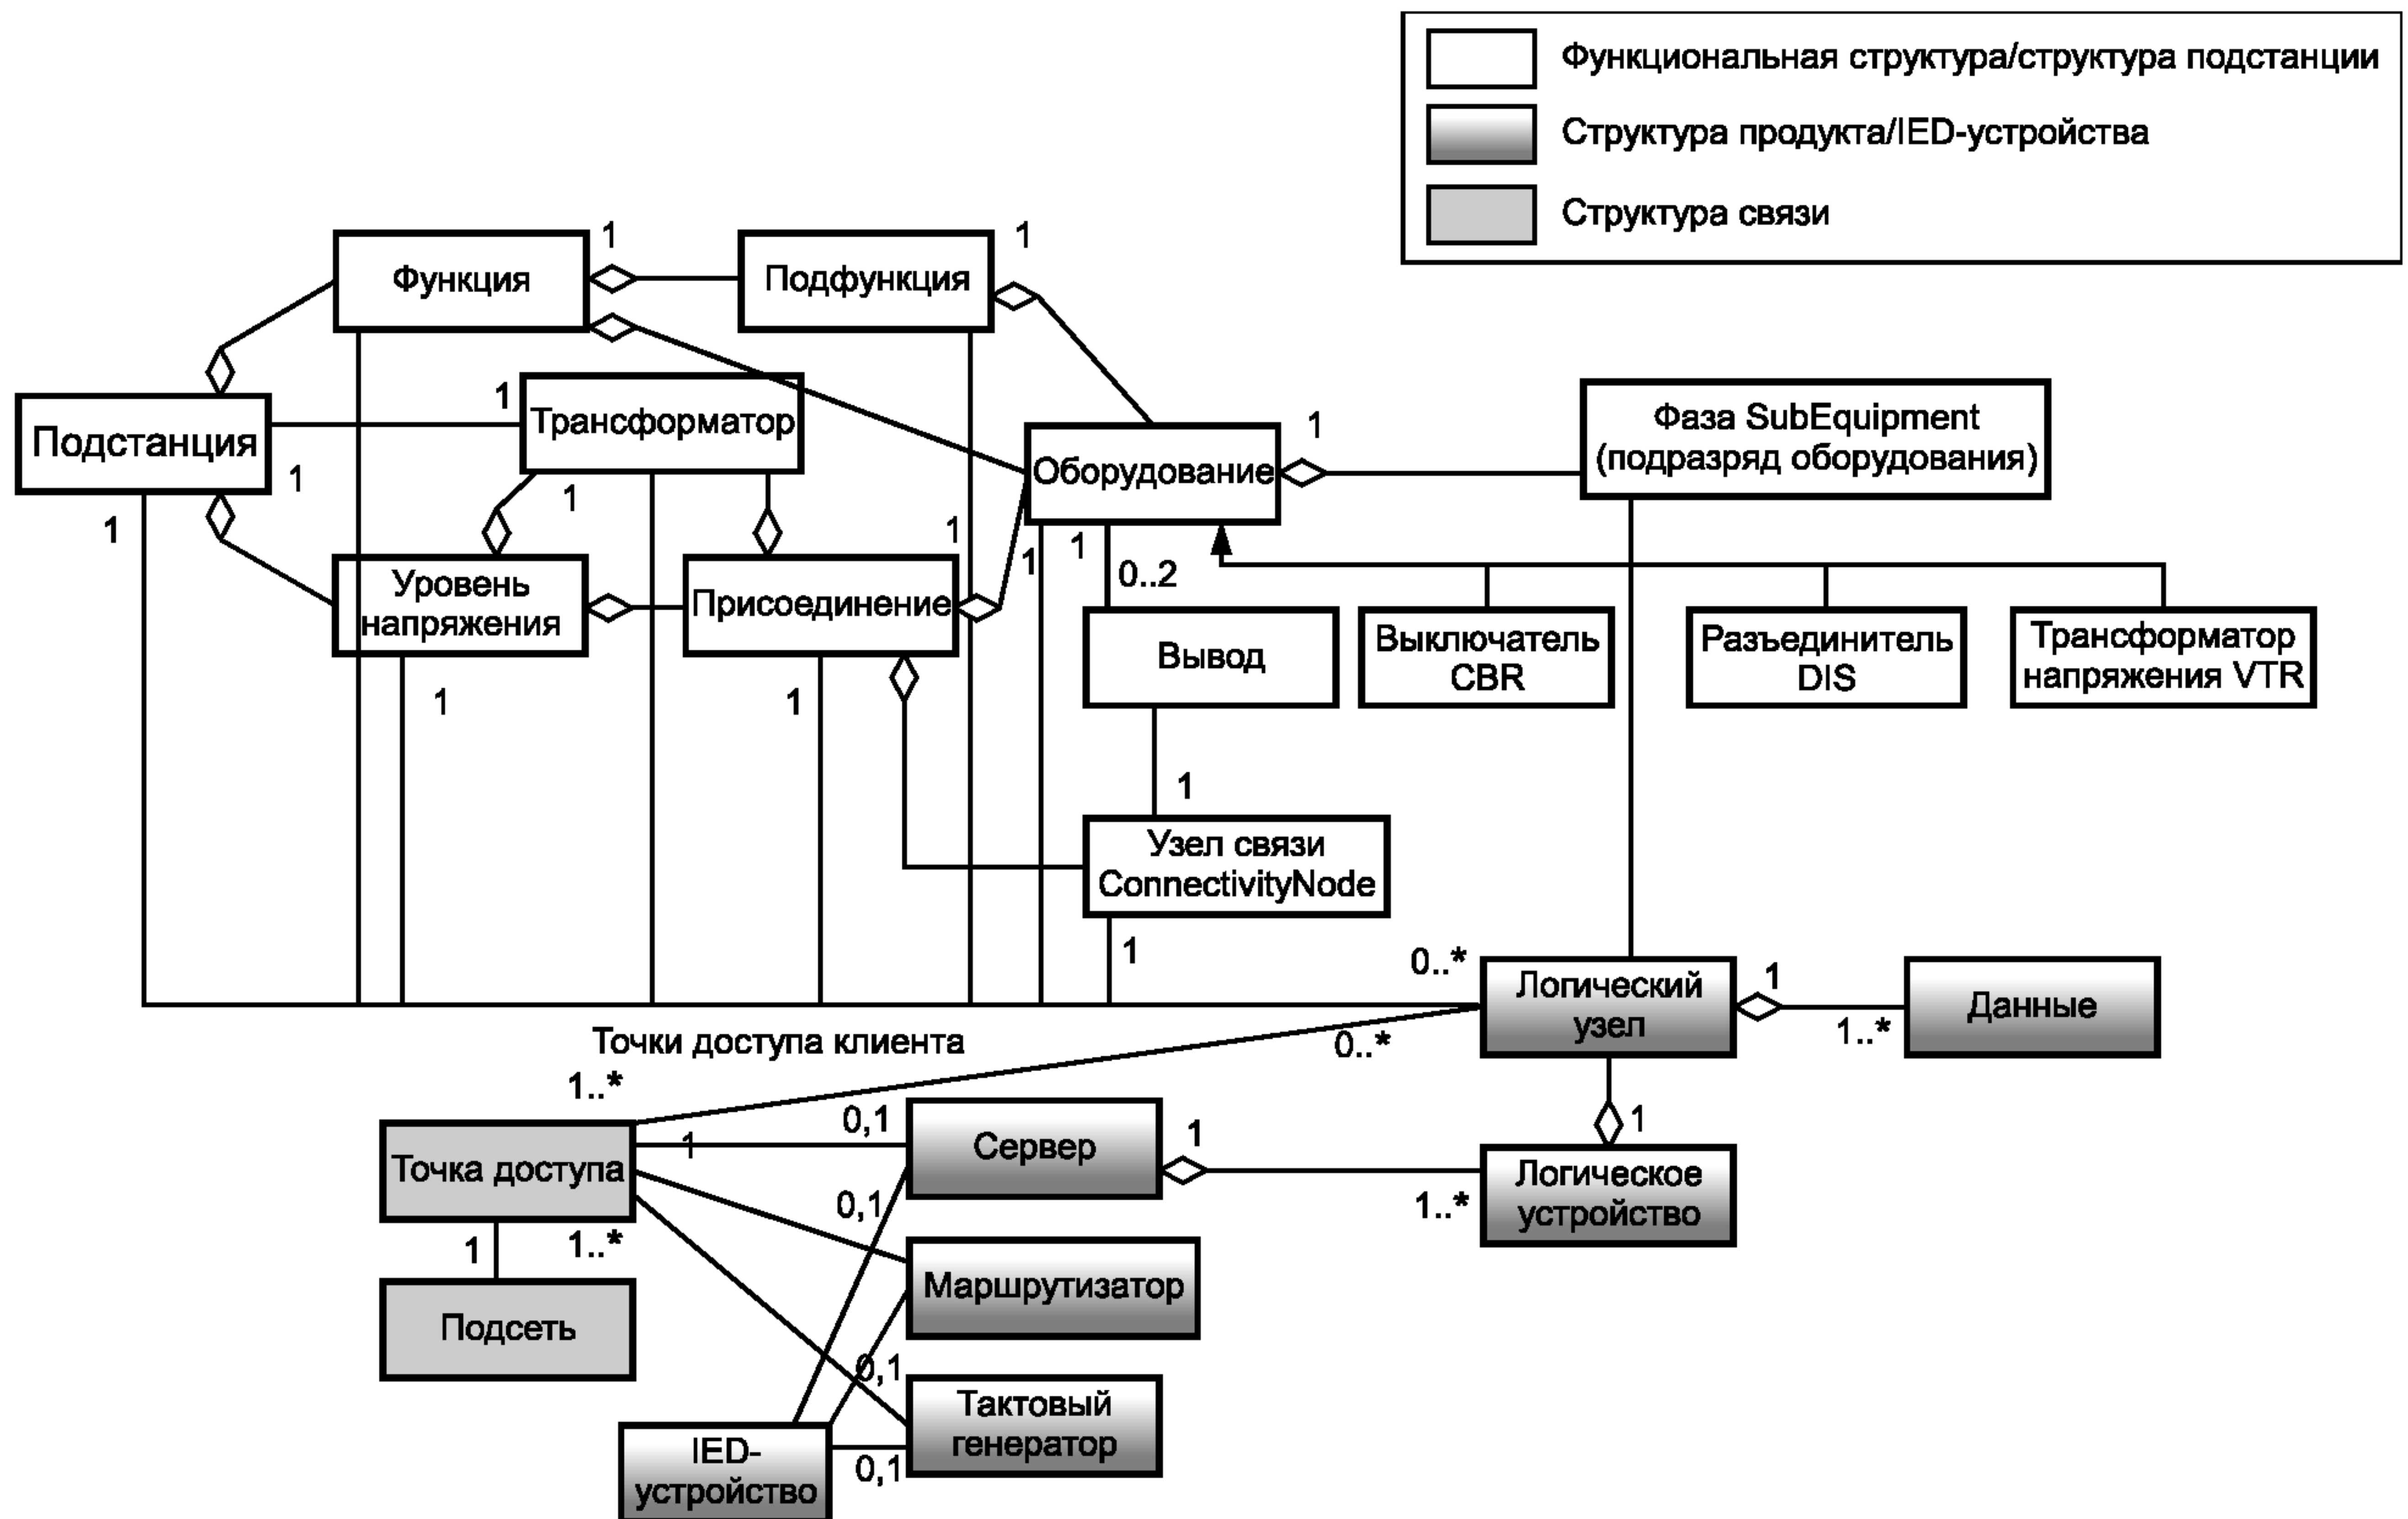 Функциональная структура/структура подстанции
Структура продукта/IED-устройства
Структура связи
1
1
Функция
Подфункция
Фаза SubEquipment
(подразряд оборудования)
1
Трансформатор
1
Подстанция
Оборудование
1
1
1
1
1
1
0..2
Уровень
напряжения
Присоединение
Вывод
Выключатель
CBR
Разъединитель
DIS
Трансформатор
напряжения VTR
1
1
1
Узел связи
ConnectivityNode
1
0..*
1
Логический
узел
Данные
Точки доступа клиента
0..*
1..*
1..*
0,1
1
1
1
Сервер
Точка доступа
Логическое
устройство
0,1
1..*
1
1..*
Маршрутизатор
Подсеть
0,1
Тактовый
генератор
IED-
устройство
0,1